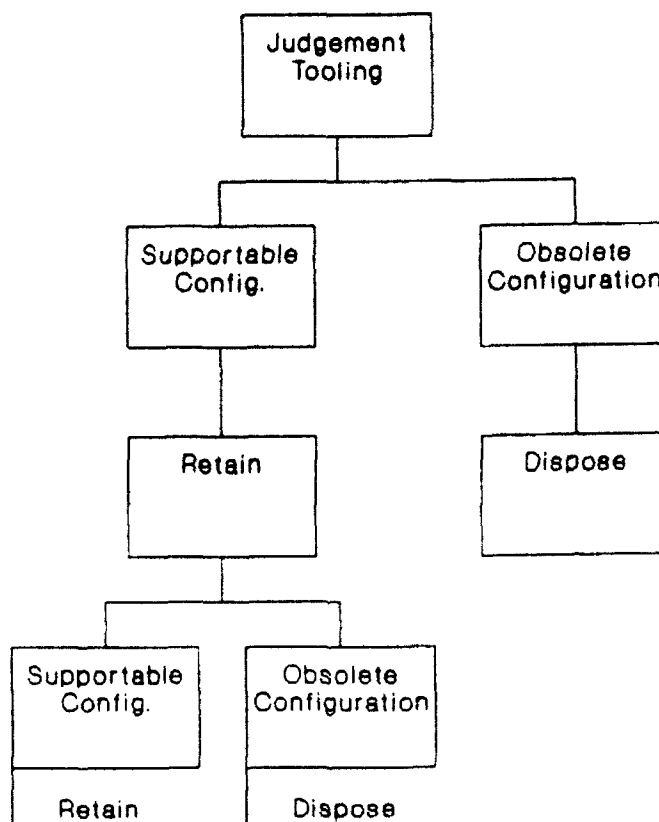 Judgement
Tooling
Supportable
Config.
Obsolete
Configuration
Retain
Dispose
Supportable
Config.
Obsolete
Configuration
Retain
Dispose